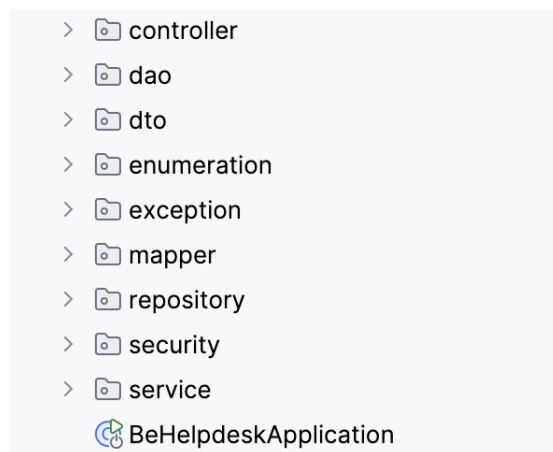 controller
dao
dto
enumeration
exception
mapper
repository
security
service
BeHelpdeskApplication